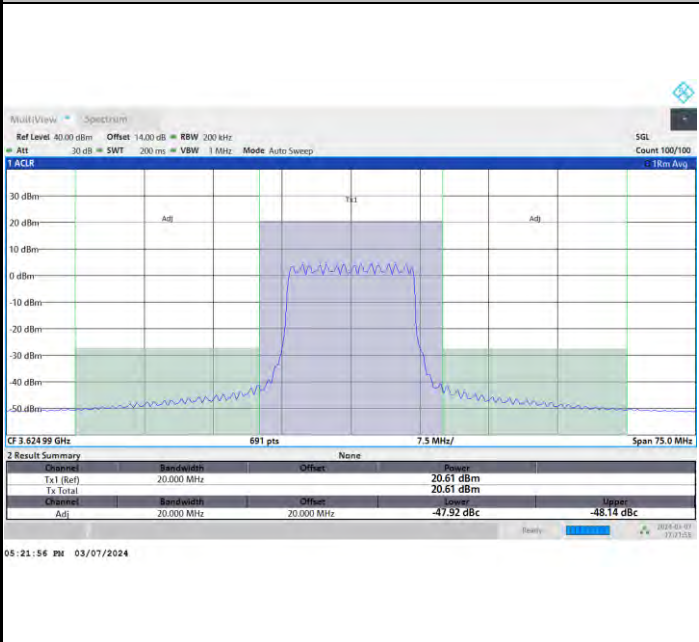 MultiView Spectrum
Ref Level 40.00 dBm Offset 14.00 dB RBW 200 kHz SGL
Att 30 dB SWT 200 ms VBW 1 MHz Mode Auto Sweep Count 100/100
1 ACLR 1Rm Avg
30 dBm
Tx1
20 dBm Adj Adj
10 dBm
0 dBm
-10 dBm
-20 dBm
-30 dBm
-40 dBm
-50 dBm
CF 3.624 99 GHz 691 pts 7.5 MHz/ Span 75.0 MHz
2 Result Summary None
Channel Bandwidth Offset Power
Tx1 (Ref) 20.000 MHz 20.61 dBm
Tx Total 20.61 dBm
Channel Bandwidth Offset Lower Upper
Adj 20.000 MHz 20.000 MHz -47.92 dBc -48.14 dBc
Ready
17:21:55
05:21:56 PM 03/07/2024